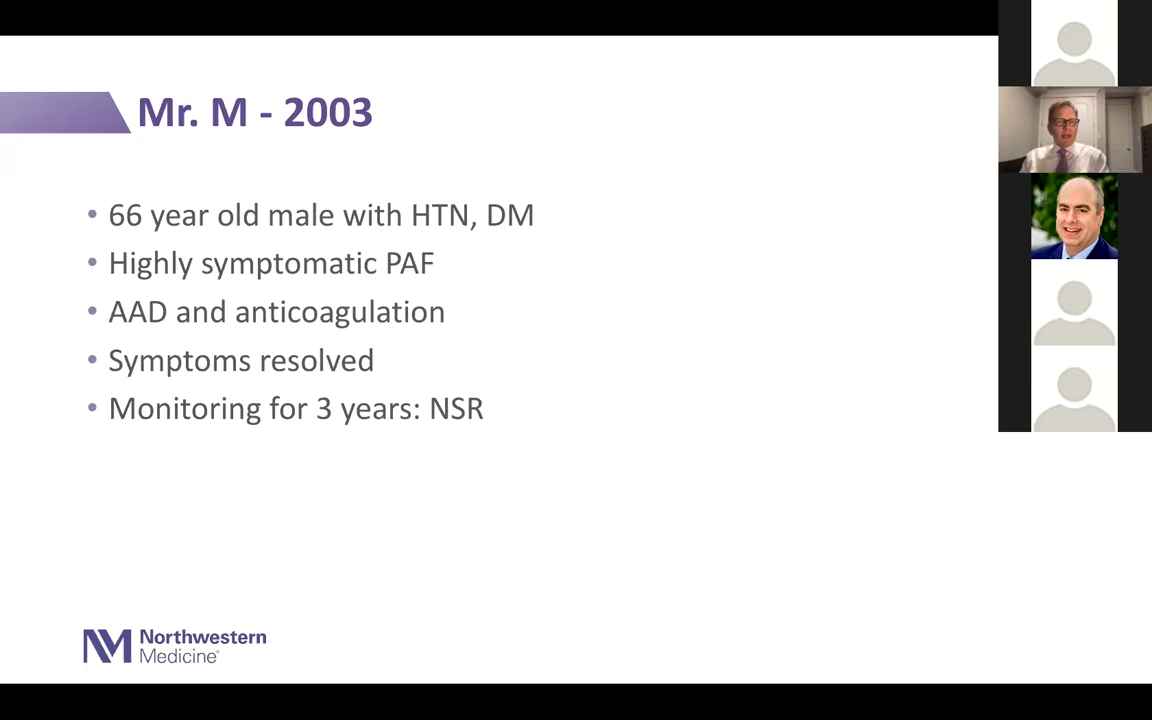 Mr. M - 2003
• 66 year old male with HTN, DM
• Highly symptomatic PAF
• AAD and anticoagulation
• Symptoms resolved
• Monitoring for 3 years: NSR
NM Northwestern
Medicine